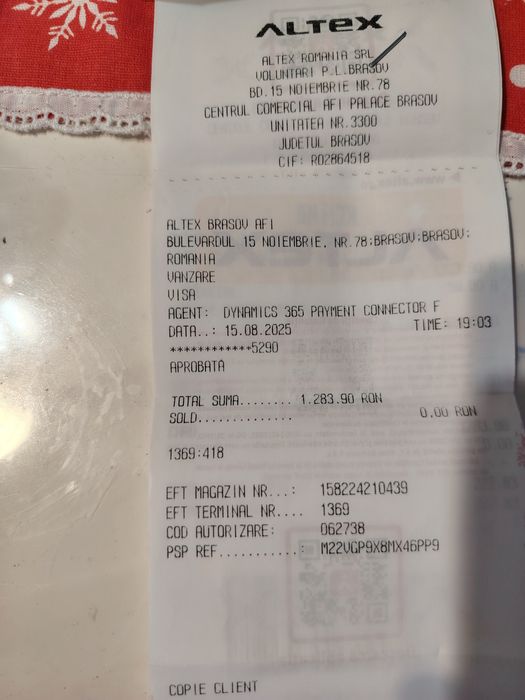 ALTEX
ALTEX ROMANIA SRL
VOLUNTARI P.L.BRASOV
BD.15 NOIEMBRIE NR.78
CENTRUL COMERCIAL AFI PALACE BRASOV
UNITATEA NR.3300
JUDETUL BRASOV
CIF: RO2864518
ALTEX BRASOV AFI
BULEVARDUL 15 NOIEMBRIE, NR.78;BRASOV;BRASOV;
ROMANIA
VANZARE
VISA
AGENT: DYNAMICS 365 PAYMENT CONNECTOR F
DATA..: 15.08.2025 TIME: 19:03
************5290
APROBATA
TOTAL SUMA........ 1.283.90 RON
SOLD.............. 0.00 RON
1369:418
EFT MAGAZIN NR...: 158224210439
EFT TERMINAL NR.... 1369
COD AUTORIZARE: 062738
PSP REF...........: M22VGP9X8MX46PP9
COPIE CLIENT